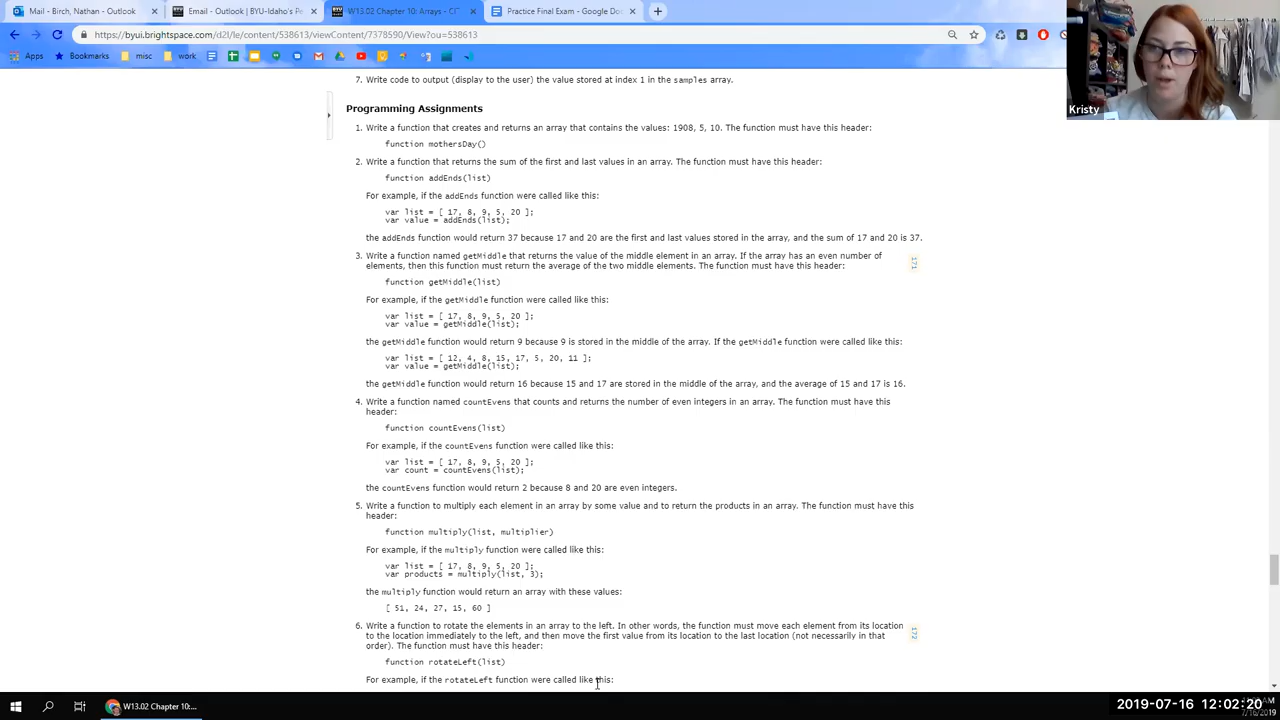 Mail - Birch, Nathan - Outlook
Email - Outlook | BYU-Idaho's Pe
W13.02 Chapter 10: Arrays - CI
Practice Final Exam - Google Do
https://byui.brightspace.com/d2l/le/content/538613/viewContent/7378590/View?ou=538613
Apps Bookmarks misc work
7. Write code to output (display to the user) the value stored at index 1 in the samples array.
Kristy
Programming Assignments
1. Write a function that creates and returns an array that contains the values: 1908, 5, 10. The function must have this header:
function mothersDay()
2. Write a function that returns the sum of the first and last values in an array. The function must have this header:
function addEnds(list)
For example, if the addEnds function were called like this:
var list = [ 17, 8, 9, 5, 20 ];
var value = addEnds(list);
the addEnds function would return 37 because 17 and 20 are the first and last values stored in the array, and the sum of 17 and 20 is 37.
3. Write a function named getMiddle that returns the value of the middle element in an array. If the array has an even number of
elements, then this function must return the average of the two middle elements. The function must have this header:
171
function getMiddle(list)
For example, if the getMiddle function were called like this:
var list = [ 17, 8, 9, 5, 20 ];
var value = getMiddle(list);
the getMiddle function would return 9 because 9 is stored in the middle of the array. If the getMiddle function were called like this:
var list = [ 12, 4, 8, 15, 17, 5, 20, 11 ];
var value = getMiddle(list);
the getMiddle function would return 16 because 15 and 17 are stored in the middle of the array, and the average of 15 and 17 is 16.
4. Write a function named countEvens that counts and returns the number of even integers in an array. The function must have this
header:
function countEvens(list)
For example, if the countEvens function were called like this:
var list = [ 17, 8, 9, 5, 20 ];
var count = countEvens(list);
the countEvens function would return 2 because 8 and 20 are even integers.
5. Write a function to multiply each element in an array by some value and to return the products in an array. The function must have this
header:
function multiply(list, multiplier)
For example, if the multiply function were called like this:
var list = [ 17, 8, 9, 5, 20 ];
var products = multiply(list, 3);
the multiply function would return an array with these values:
[ 51, 24, 27, 15, 60 ]
6. Write a function to rotate the elements in an array to the left. In other words, the function must move each element from its location
to the location immediately to the left, and then move the first value from its location to the last location (not necessarily in that
order). The function must have this header:
172
function rotateLeft(list)
For example, if the rotateLeft function were called like this:
W13.02 Chapter 10:...
2019-07-16 12:02:20
7/16/2019